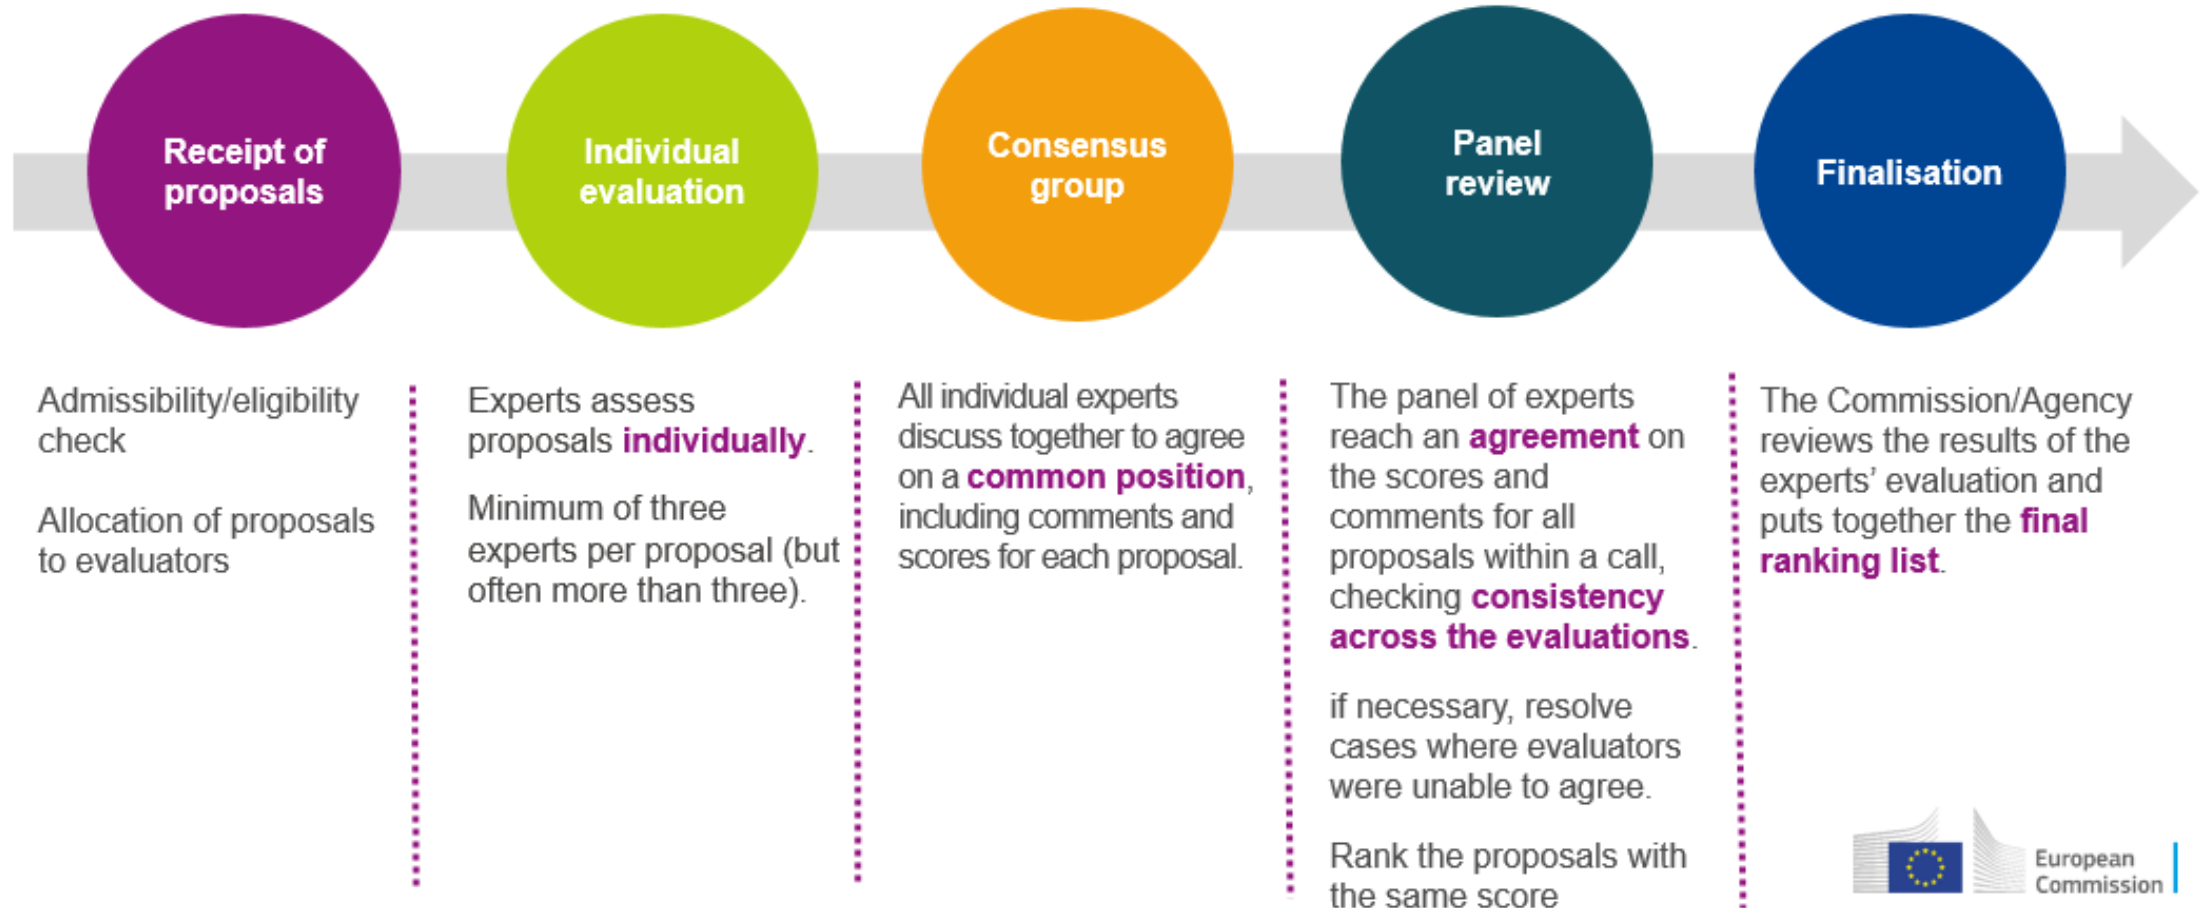 Receipt of
proposals
Individual
evaluation
Consensus
group
Panel
review
Finalisation
Admissibility/eligibility
check
Allocation of proposals
to evaluators
Experts assess
proposals individually.
Minimum of three
experts per proposal (but
often more than three).
All individual experts
discuss together to agree
on a common position,
including comments and
scores for each proposal.
The panel of experts
reach an agreement on
the scores and
comments for all
proposals within a call,
checking consistency
across the evaluations.
if necessary, resolve
cases where evaluators
were unable to agree.
Rank the proposals with
the same score
The Commission/Agency
reviews the results of the
experts’ evaluation and
puts together the final
ranking list.
European
Commission